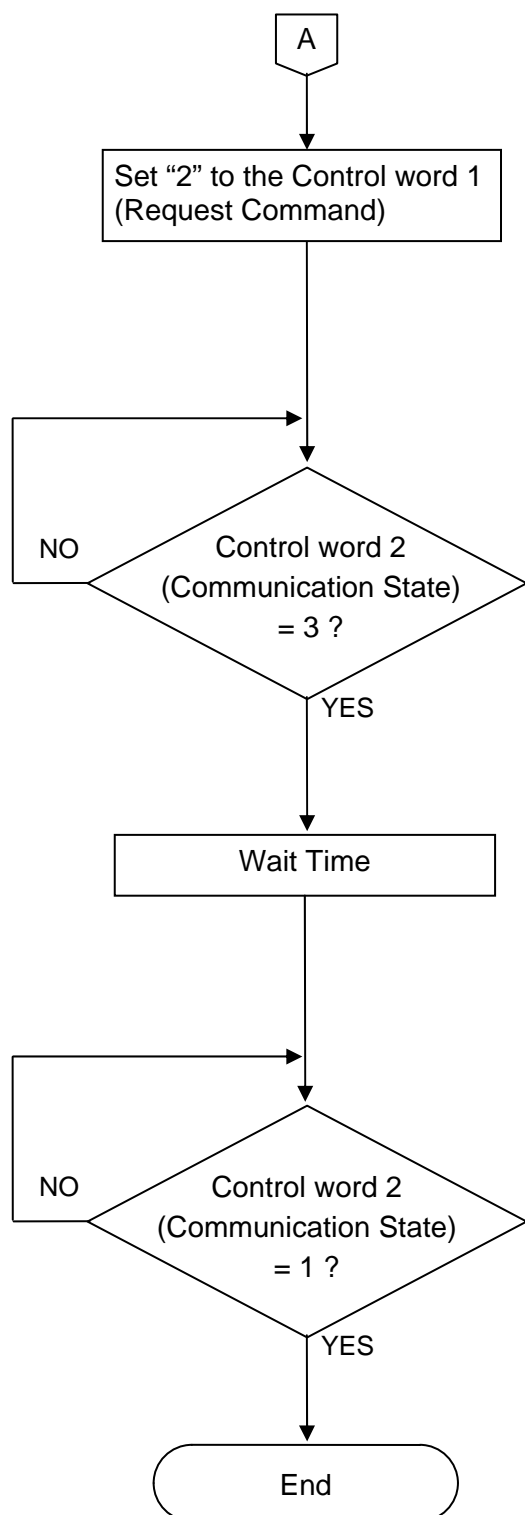 A
Set “2” to the Control word 1
(Request Command)
NO
Control word 2
(Communication State)
= 3 ?
YES
Wait Time
NO
Control word 2
(Communication State)
= 1 ?
YES
End